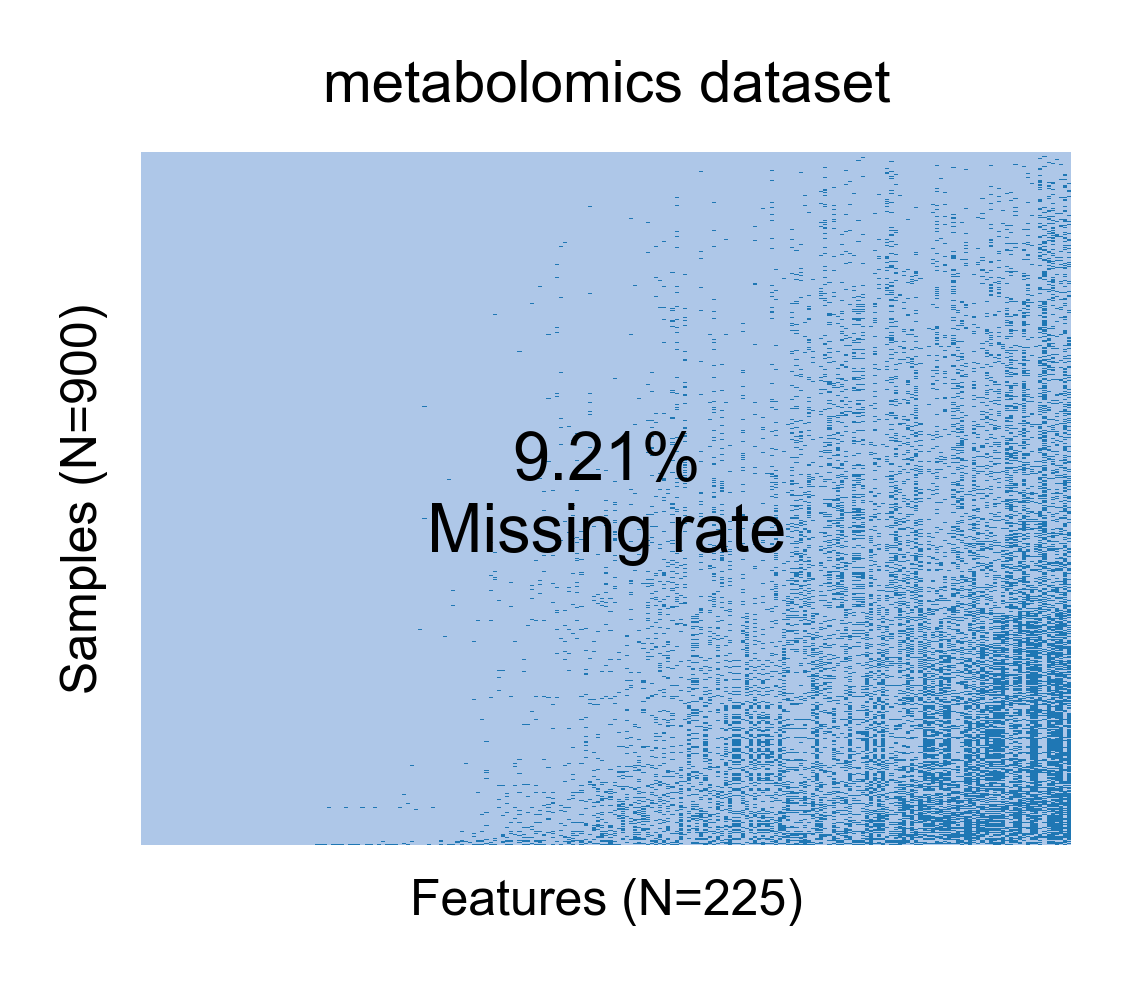 metabolomics dataset
Samples (N=900)
9.21%
Missing rate
Features (N=225)